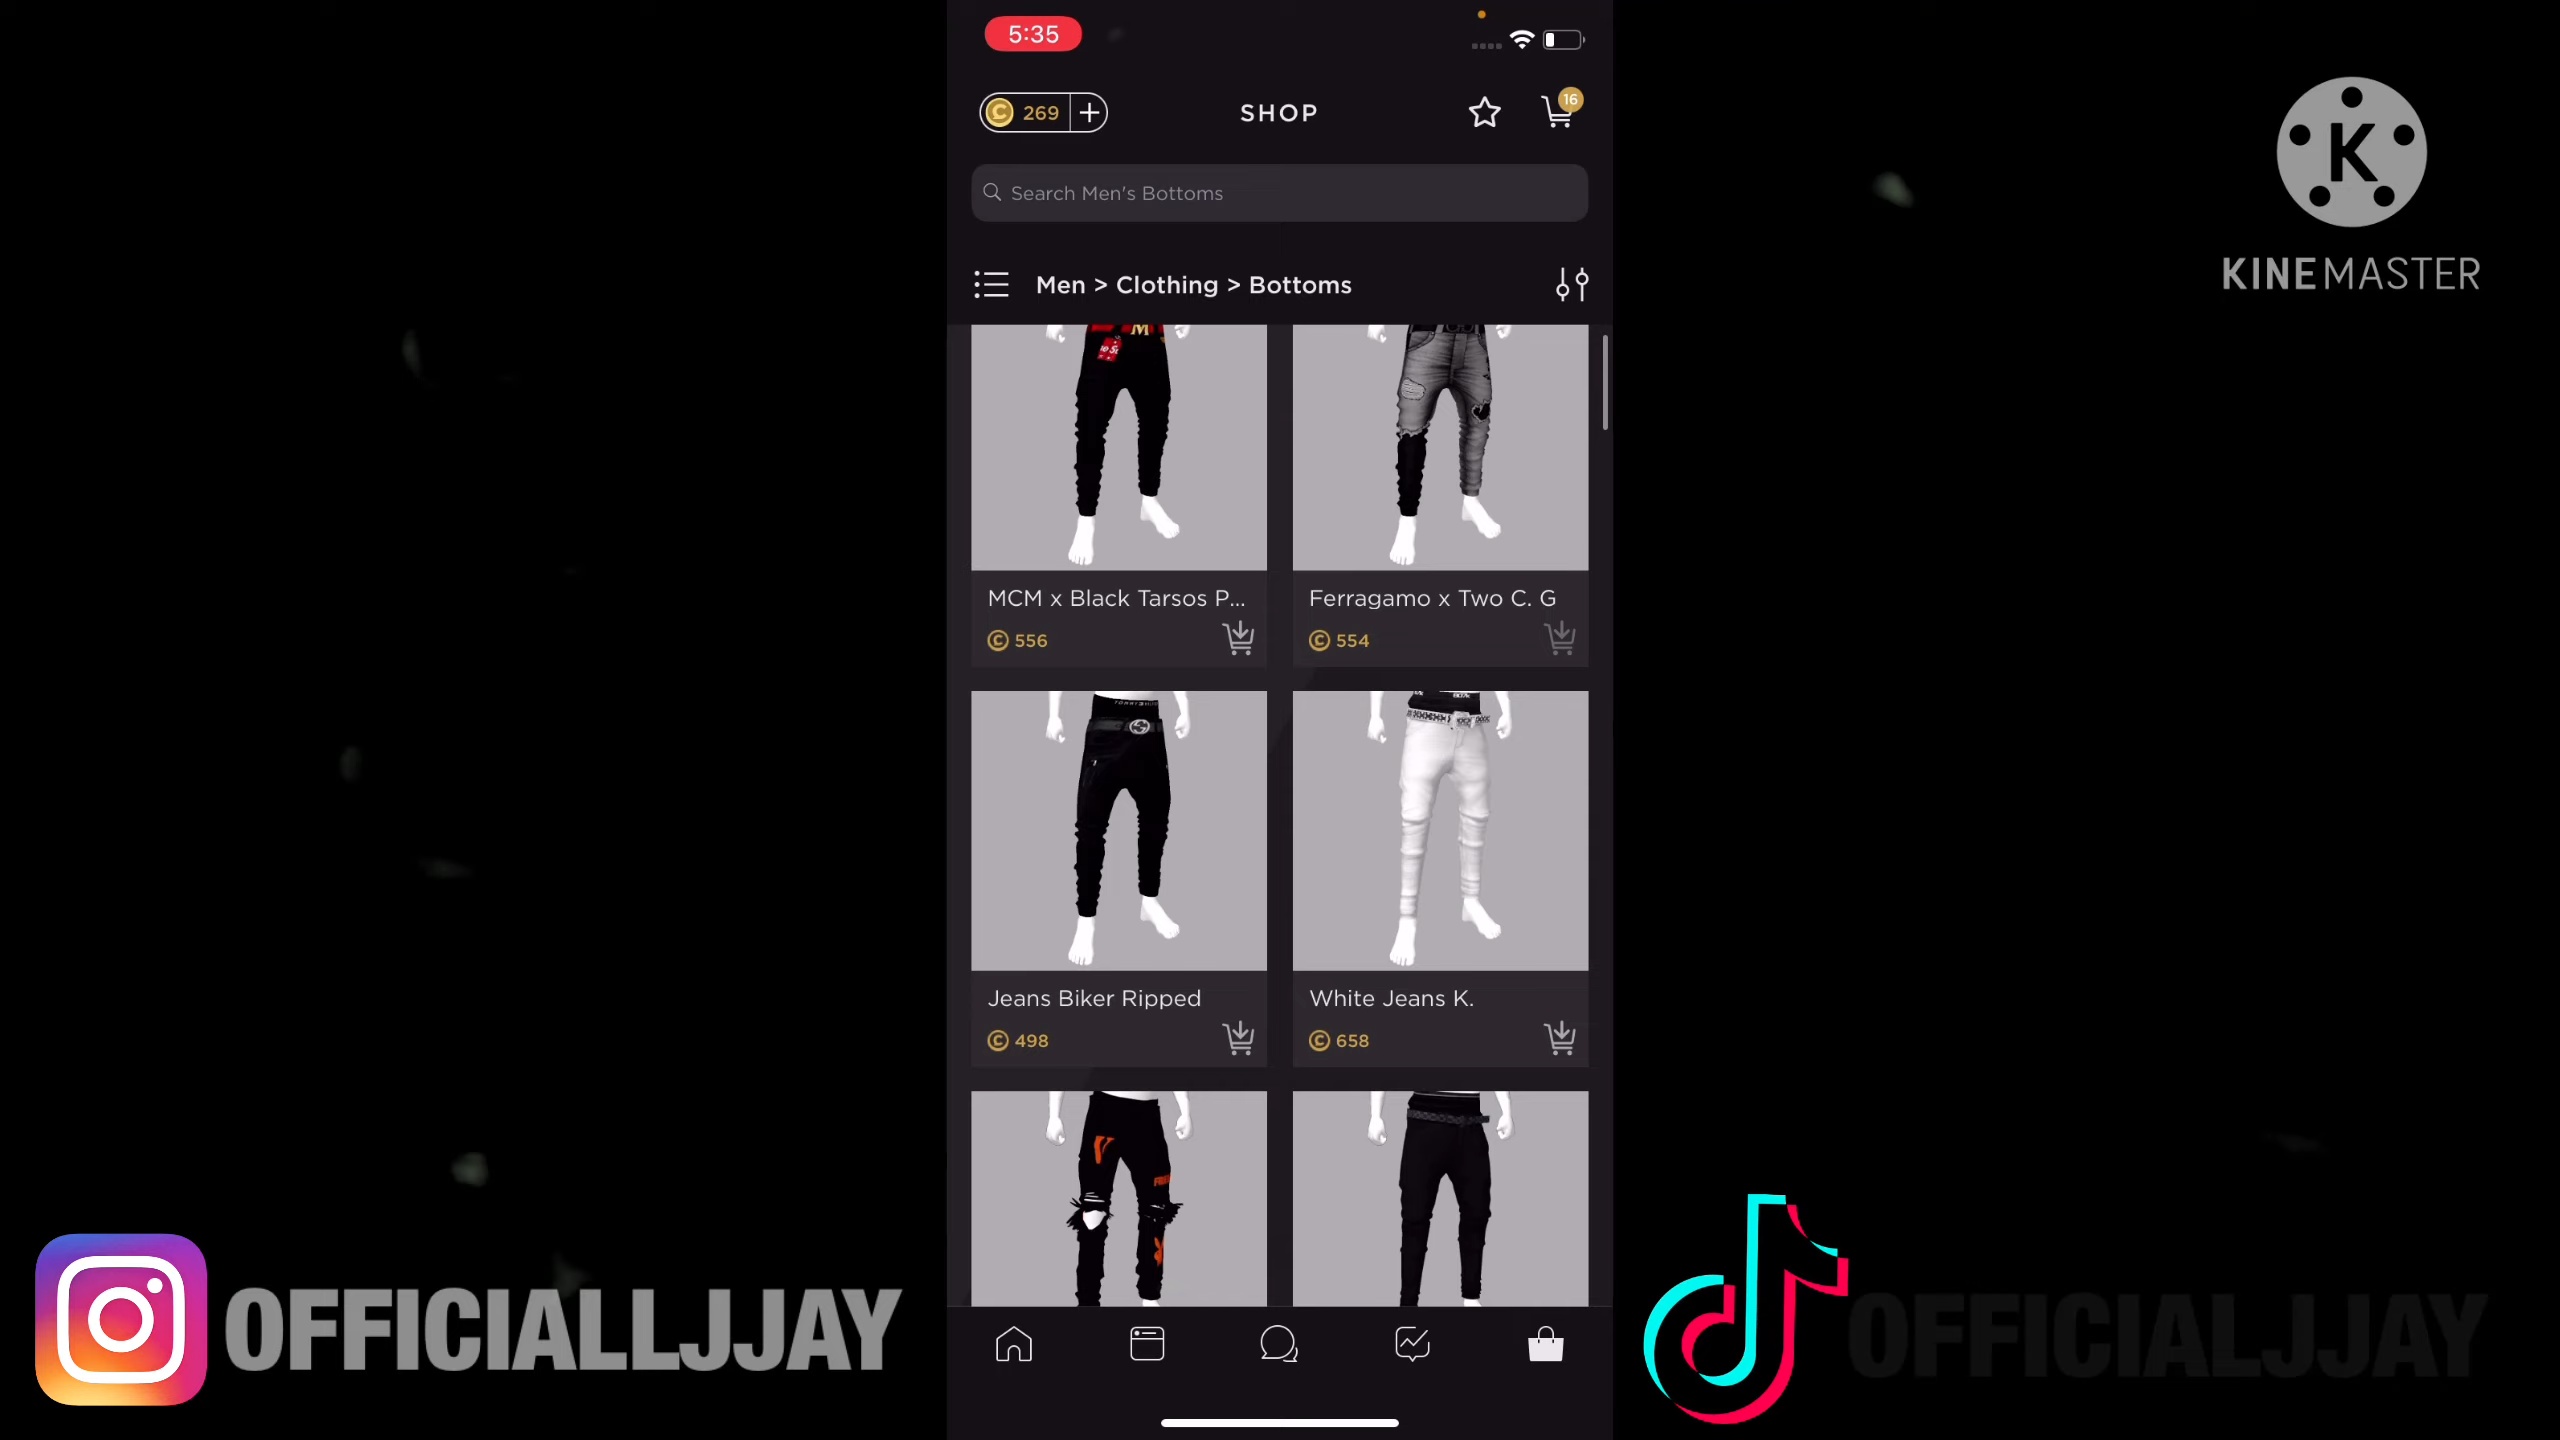 5:35
269
SHOP
16
Search Men's Bottoms
Men > Clothing > Bottoms
K
KINEMASTER
M
MCM x Black Tarsos P...
556
Ferragamo x Two C. G
554
Jeans Biker Ripped
498
White Jeans K.
658
V
OFFICIALLJJAY
OFFICIALJJAY